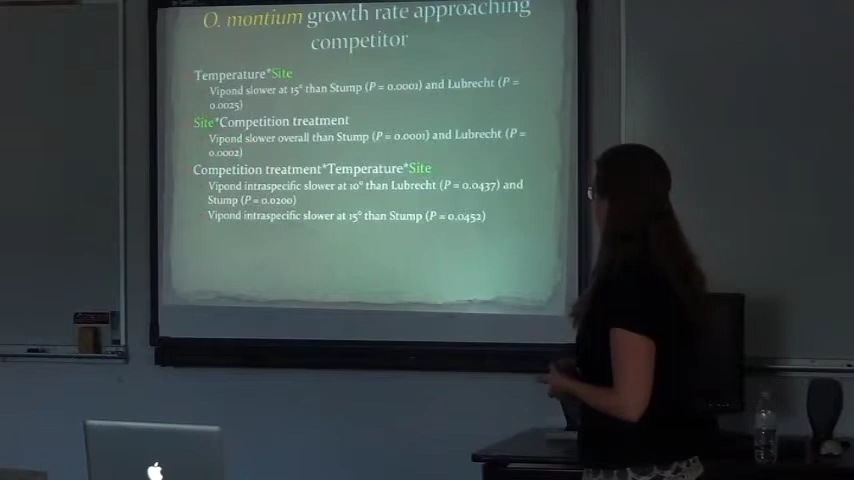 O. montium growth rate approaching
competitor
Temperature*Site
Vipond slower at 15° than Stump (P = 0.0001) and Lubrecht (P =
0.0025)
Site*Competition treatment
Vipond slower overall than Stump (P = 0.0001) and Lubrecht (P =
0.0002)
Competition treatment*Temperature*Site
Vipond intraspecific slower at 10° than Lubrecht (P = 0.0437) and
Stump (P = 0.0200)
Vipond intraspecific slower at 15° than Stump (P = 0.0452)